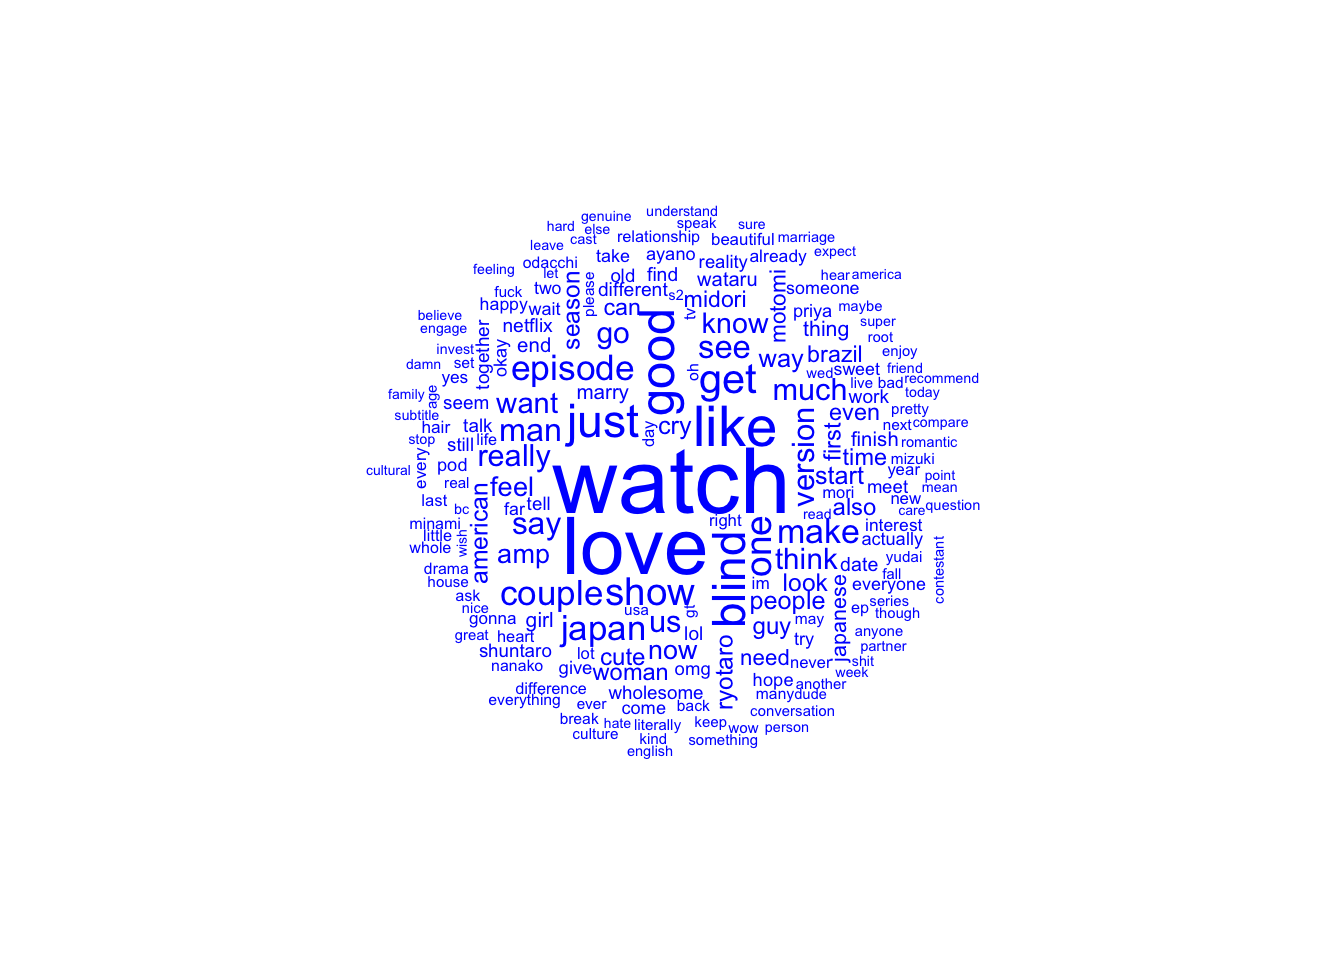 understand
genuine
speak
sure
hard
else
cast
relationship
beautiful
marriage
leave
take
ayano
reality
already
expect
odacchi
feeling
let
old
find
wataru
hear
america
season
please
different
s2
midori
motomi
someone
fuck
two
happy
wait
can
tv
priya
maybe
believe
engage
netflix
go
good
know
thing
super
root
together
okay
end
see
way
brazil
enjoy
invest
damn
set
yes
episode
oh
get
wed
sweet
friend
recommend
family
age
seem
want
marry
much
live
bad
work
today
subtitle
hair
talk
man
just
day
cry
like
version
first
even
pretty
next
compare
stop
still
life
really
finish
romantic
cultural
every
pod
real
feel
watch
time
mizuki
start
year
point
mean
last
bc
american
far
tell
mori
meet
new
care
question
minami
little
whole
wish
say
right
read
also
interest
actually
amp
love
blind
one
make
think
date
yudai
fall
contestant
drama
house
ask
couple
show
im
look
everyone
nice
gonna
girl
usa
gt
people
japanese
ep
series
though
great
heart
japan
us
lol
guy
may
try
anyone
partner
shuntaro
lot
cute
now
ryotaro
need
never
shit
week
nanako
give
woman
omg
hope
another
difference
everything
wholesome
many
dude
ever
come
back
conversation
break
hate
literally
keep
wow
person
culture
kind
something
english